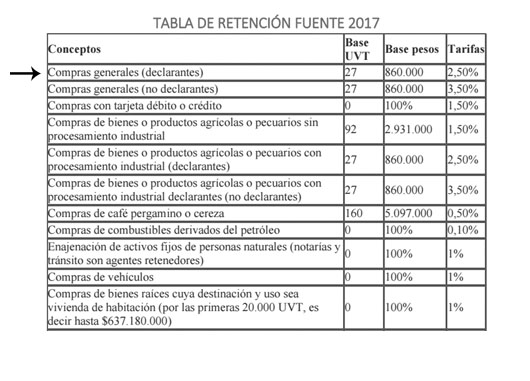 TABLA DE RETENCIÓN FUENTE 2017
Conceptos Base UVT Base pesos Tarifas
Compras generales (declarantes) 27 860.000 2,50%
Compras generales (no declarantes) 27 860.000 3,50%
Compras con tarjeta débito o crédito 0 100% 1,50%
Compras de bienes o productos agrícolas o pecuarios sin
procesamiento industrial 92 2.931.000 1,50%
Compras de bienes o productos agrícolas o pecuarios con
procesamiento industrial (declarantes) 27 860.000 2,50%
Compras de bienes o productos agrícolas o pecuarios con
procesamiento industrial declarantes (no declarantes) 27 860.000 3,50%
Compras de café pergamino o cereza 160 5.097.000 0,50%
Compras de combustibles derivados del petróleo 0 100% 0,10%
Enajenación de activos fijos de personas naturales (notarías y
tránsito son agentes retenedores) 0 100% 1%
Compras de vehículos 0 100% 1%
Compras de bienes raíces cuya destinación y uso sea
vivienda de habitación (por las primeras 20.000 UVT, es
decir hasta $637.180.000) 0 100% 1%